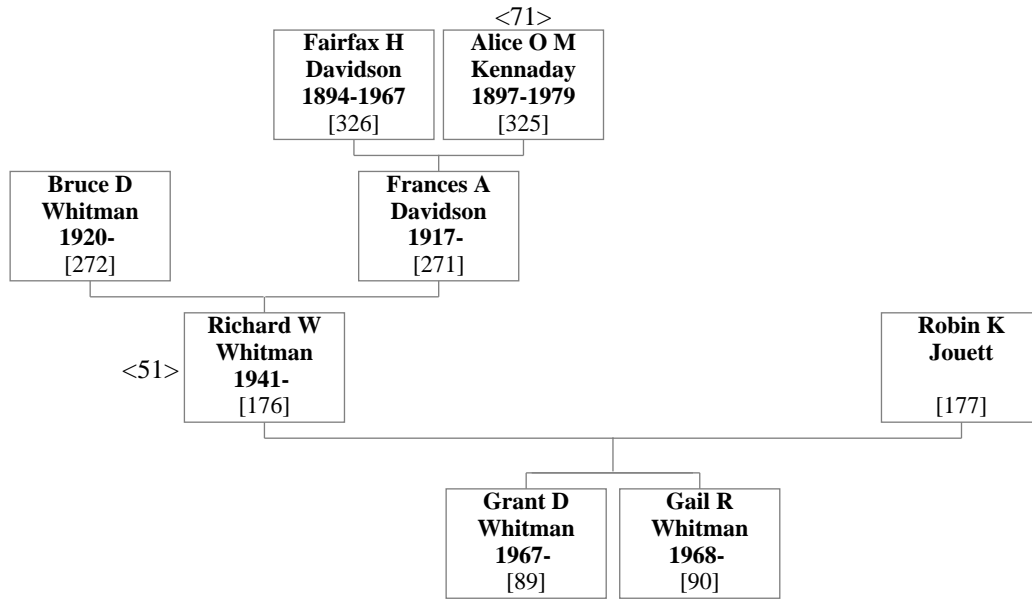 <71>
Fairfax H
Davidson
1894-1967
[326]
Alice O M
Kennaday
1897-1979
[325]
Bruce D
Whitman
1920-
[272]
Frances A
Davidson
1917-
[271]
<51>
Richard W
Whitman
1941-
[176]
Robin K
Jouett
[177]
Grant D
Whitman
1967-
[89]
Gail R
Whitman
1968-
[90]